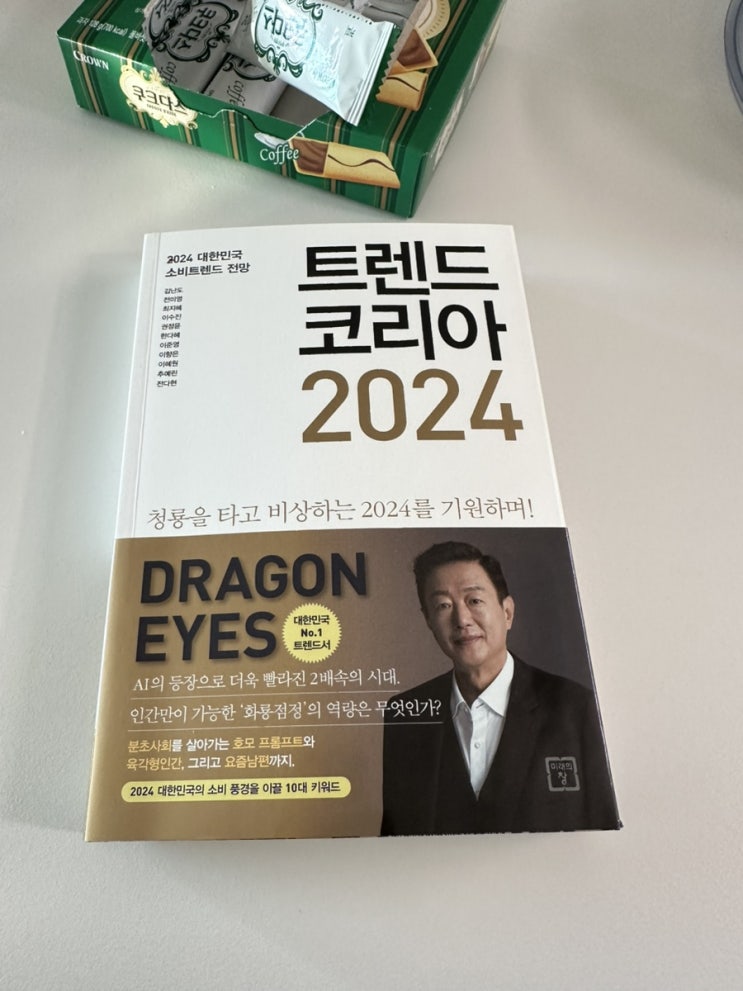 CROWN
쿠크다스
coffee
Coffee
2024 대한민국
소비트렌드 전망
김난도
전미영
최지혜
이수진
권정윤
한다혜
이준영
이향은
이혜원
추예린
전다현
트렌드
코리아
2024
청룡을 타고 비상하는 2024를 기원하며!
DRAGON
EYES
대한민국
No.1
트렌드서
AI의 등장으로 더욱 빨라진 2배속의 시대.
인간만이 가능한 '화룡점정'의 역량은 무엇인가?
분초사회를 살아가는 호모 프롬프트와
육각형인간, 그리고 요즘남편까지,
2024 대한민국의 소비 풍경을 이끌 10대 키워드
미래의
창